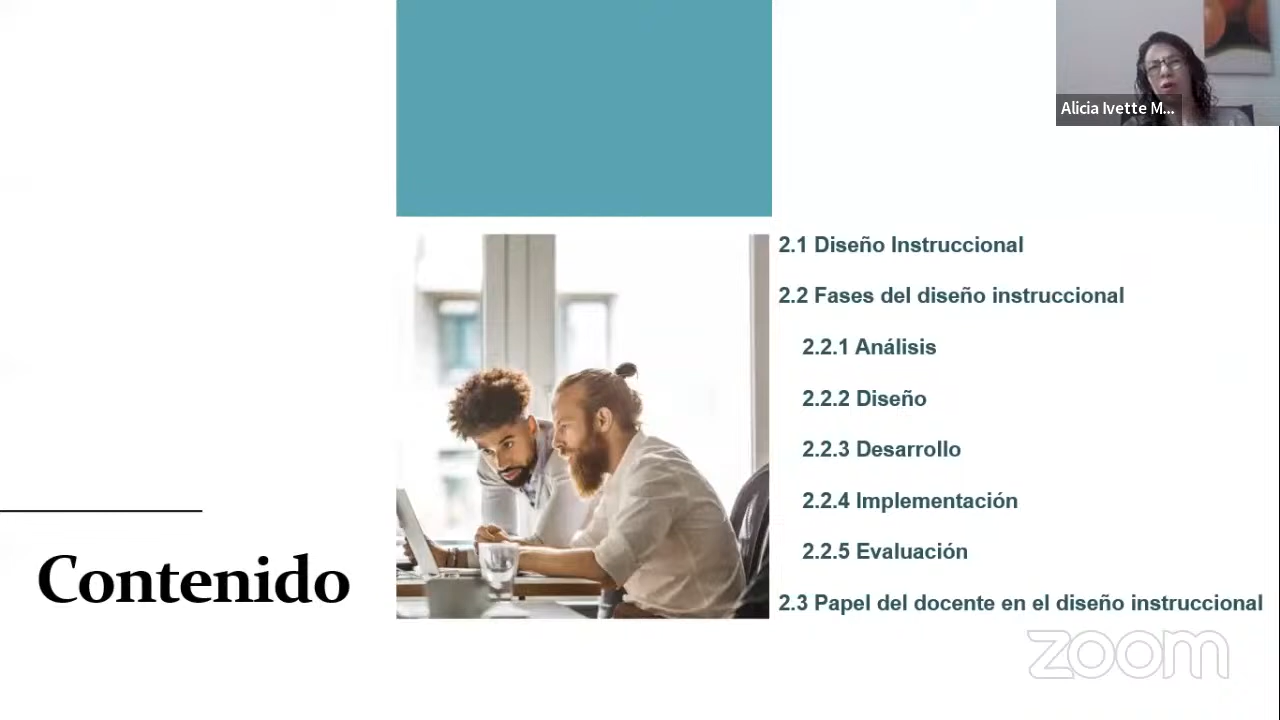 Alicia Ivette M...
2.1 Diseño Instruccional
2.2 Fases del diseño instruccional
2.2.1 Análisis
2.2.2 Diseño
2.2.3 Desarrollo
2.2.4 Implementación
2.2.5 Evaluación
2.3 Papel del docente en el diseño instruccional
Contenido
zoom